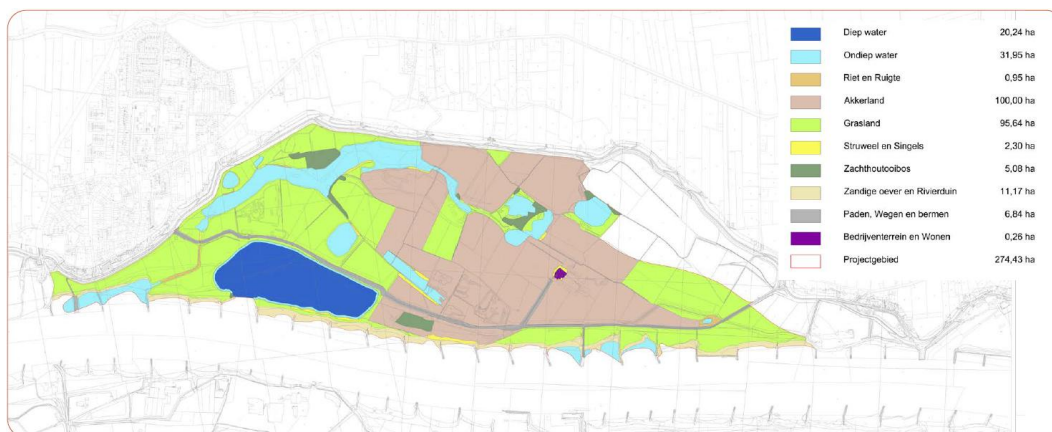 Diep water 20,24 ha
Ondiep water 31,95 ha
Riet en Ruigte 0,95 ha
Akkerland 100,00 ha
Grasland 95,64 ha
Struweel en Singels 2,30 ha
Zachthoutooibos 5,08 ha
Zandige oever en Rivierduin 11,17 ha
Paden, Wegen en bermen 6,84 ha
Bedrijventerrein en Wonen 0,26 ha
Projectgebied 274,43 ha